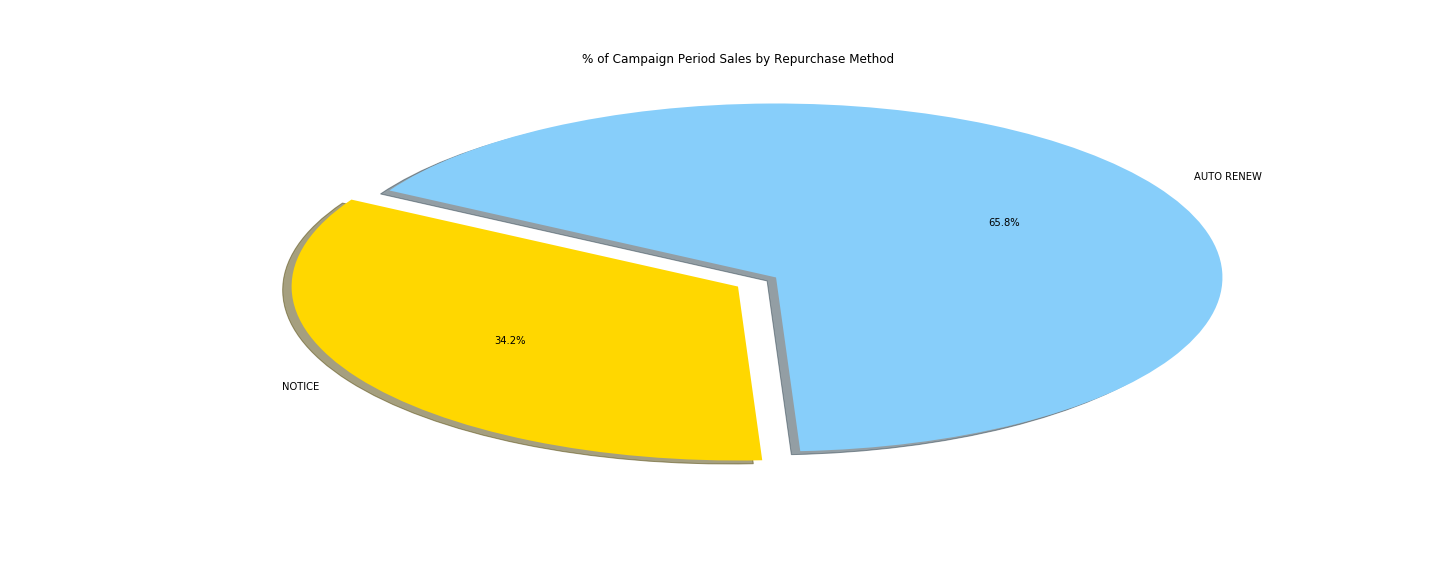 % of Campaign Period Sales by Repurchase Method
AUTO RENEW
65.8%
34.2%
NOTICE